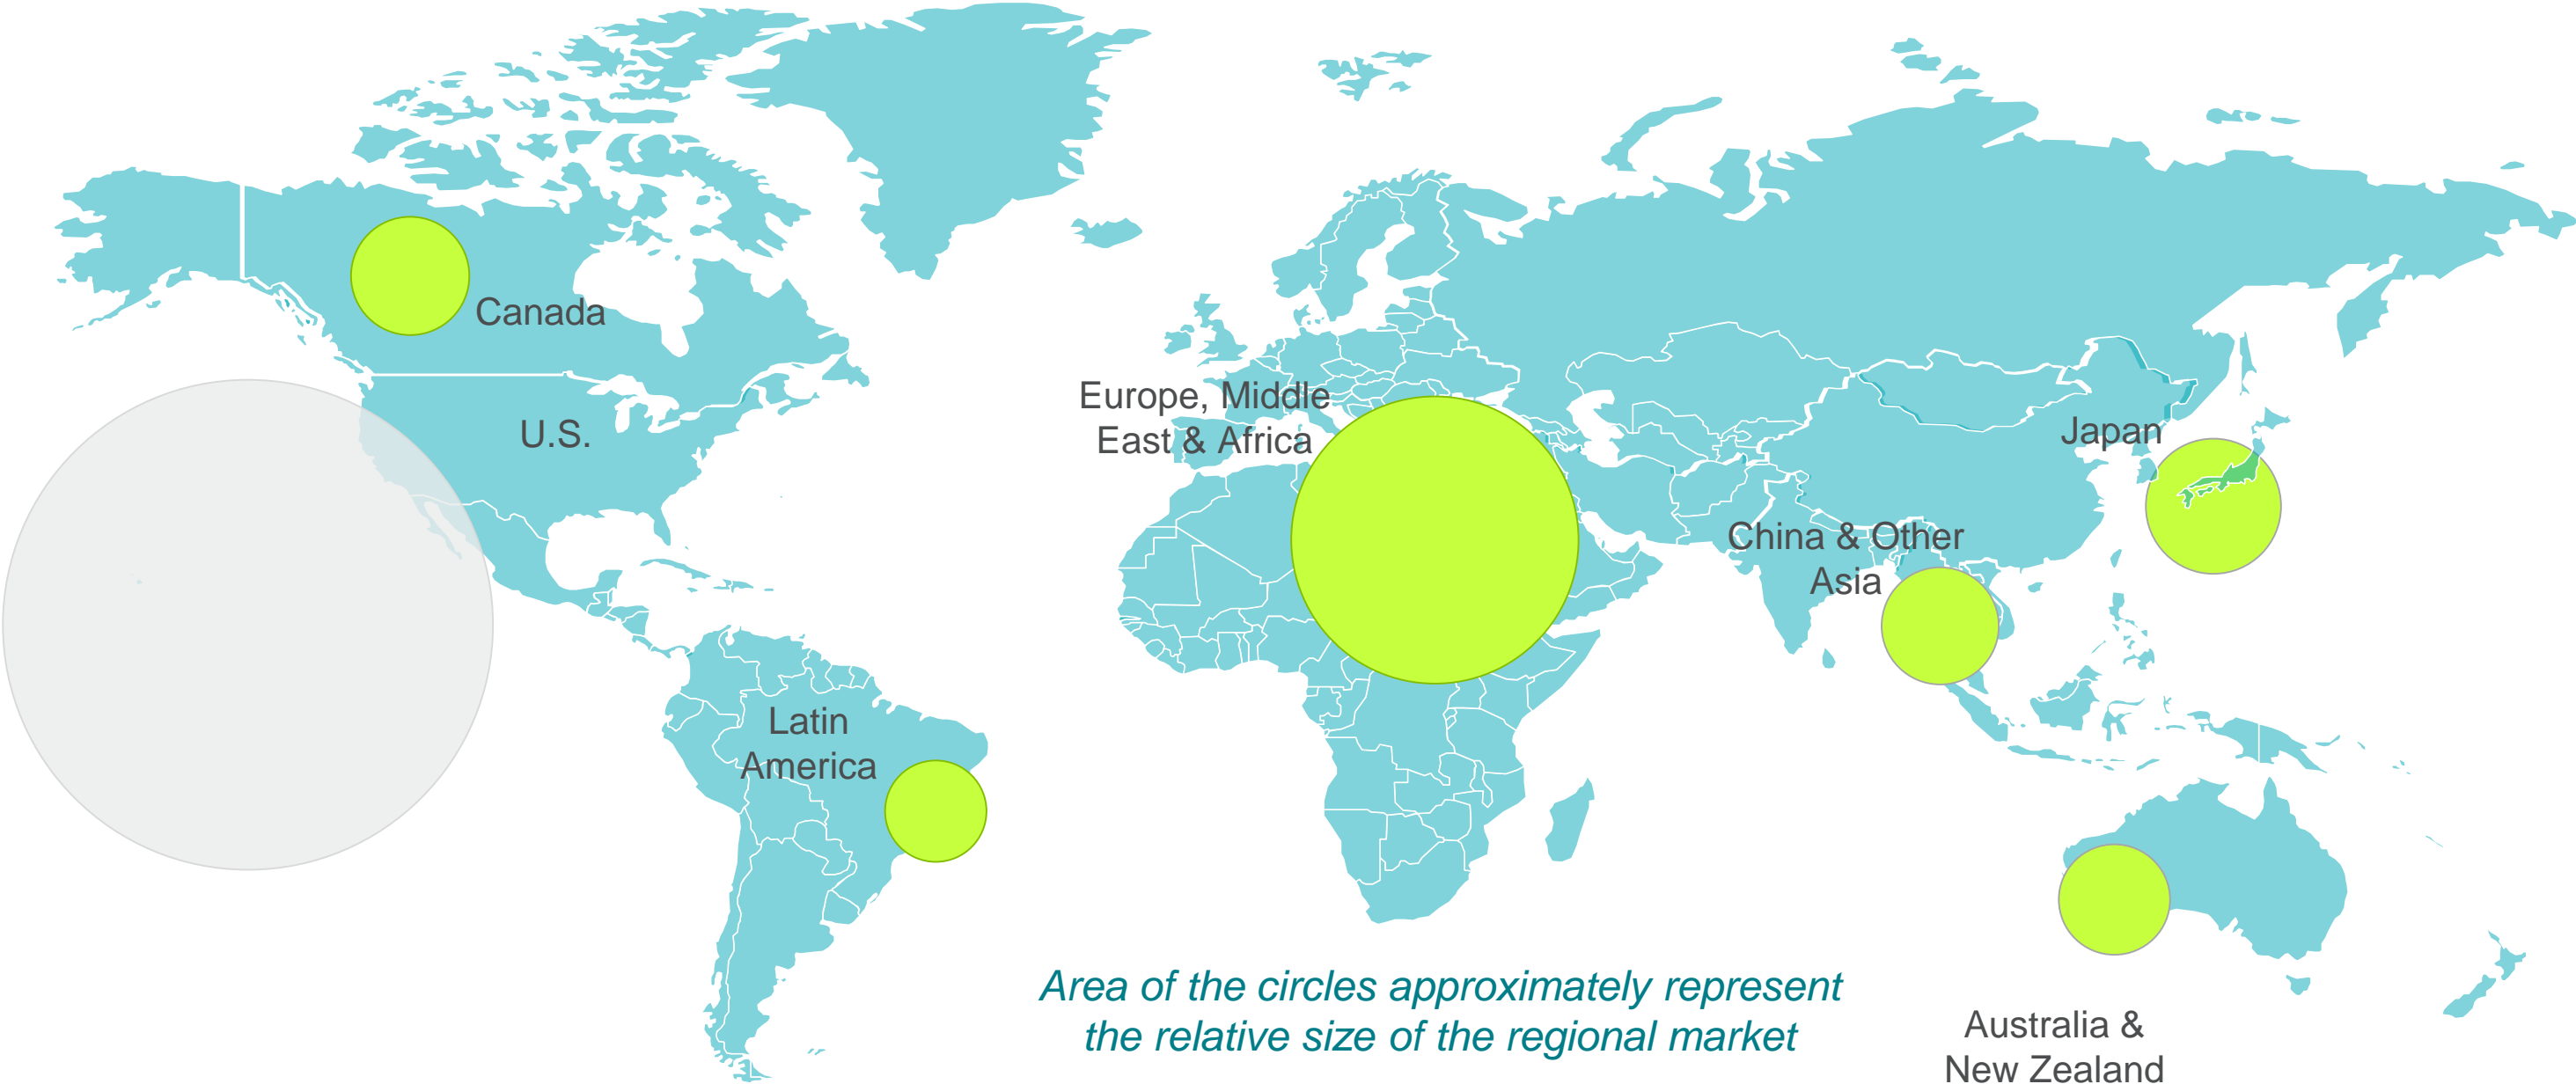 Canada
U.S.
Europe, Middle
East & Africa
Japan
China & Other
Asia
Latin
America
Area of the circles approximately represent
the relative size of the regional market
Australia &
New Zealand